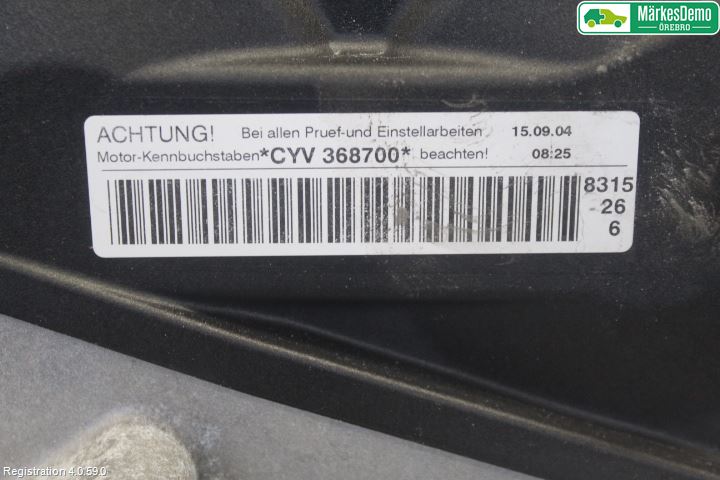 MärkesDemo
ÖREBRO
ACHTUNG! Bei allen Pruef-und Einstellarbeiten 15.09.04
Motor-Kennbuchstaben *CYV 368700* beachten! 08:25
8315
26
6
Registration 4.0.59.0